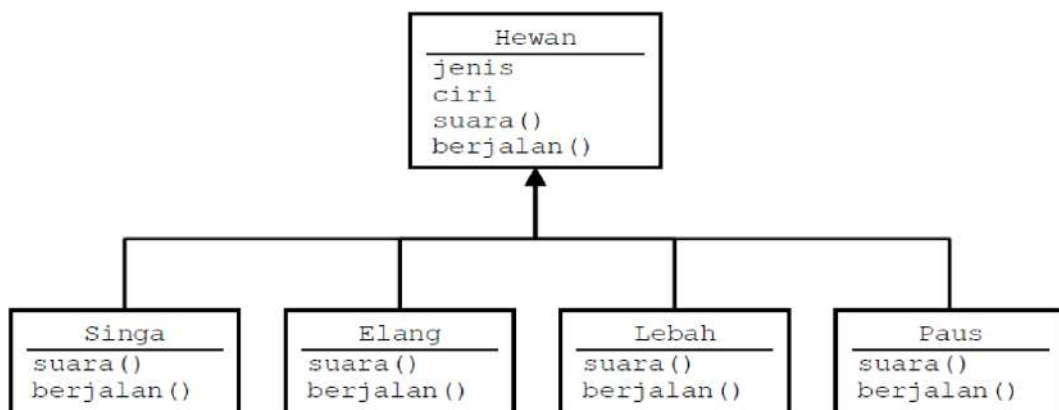 Hewan
jenis
ciri
suara()
berjalan()
Singa
suara()
berjalan()
Elang
suara()
berjalan()
Lebah
suara()
berjalan()
Paus
suara()
berjalan()